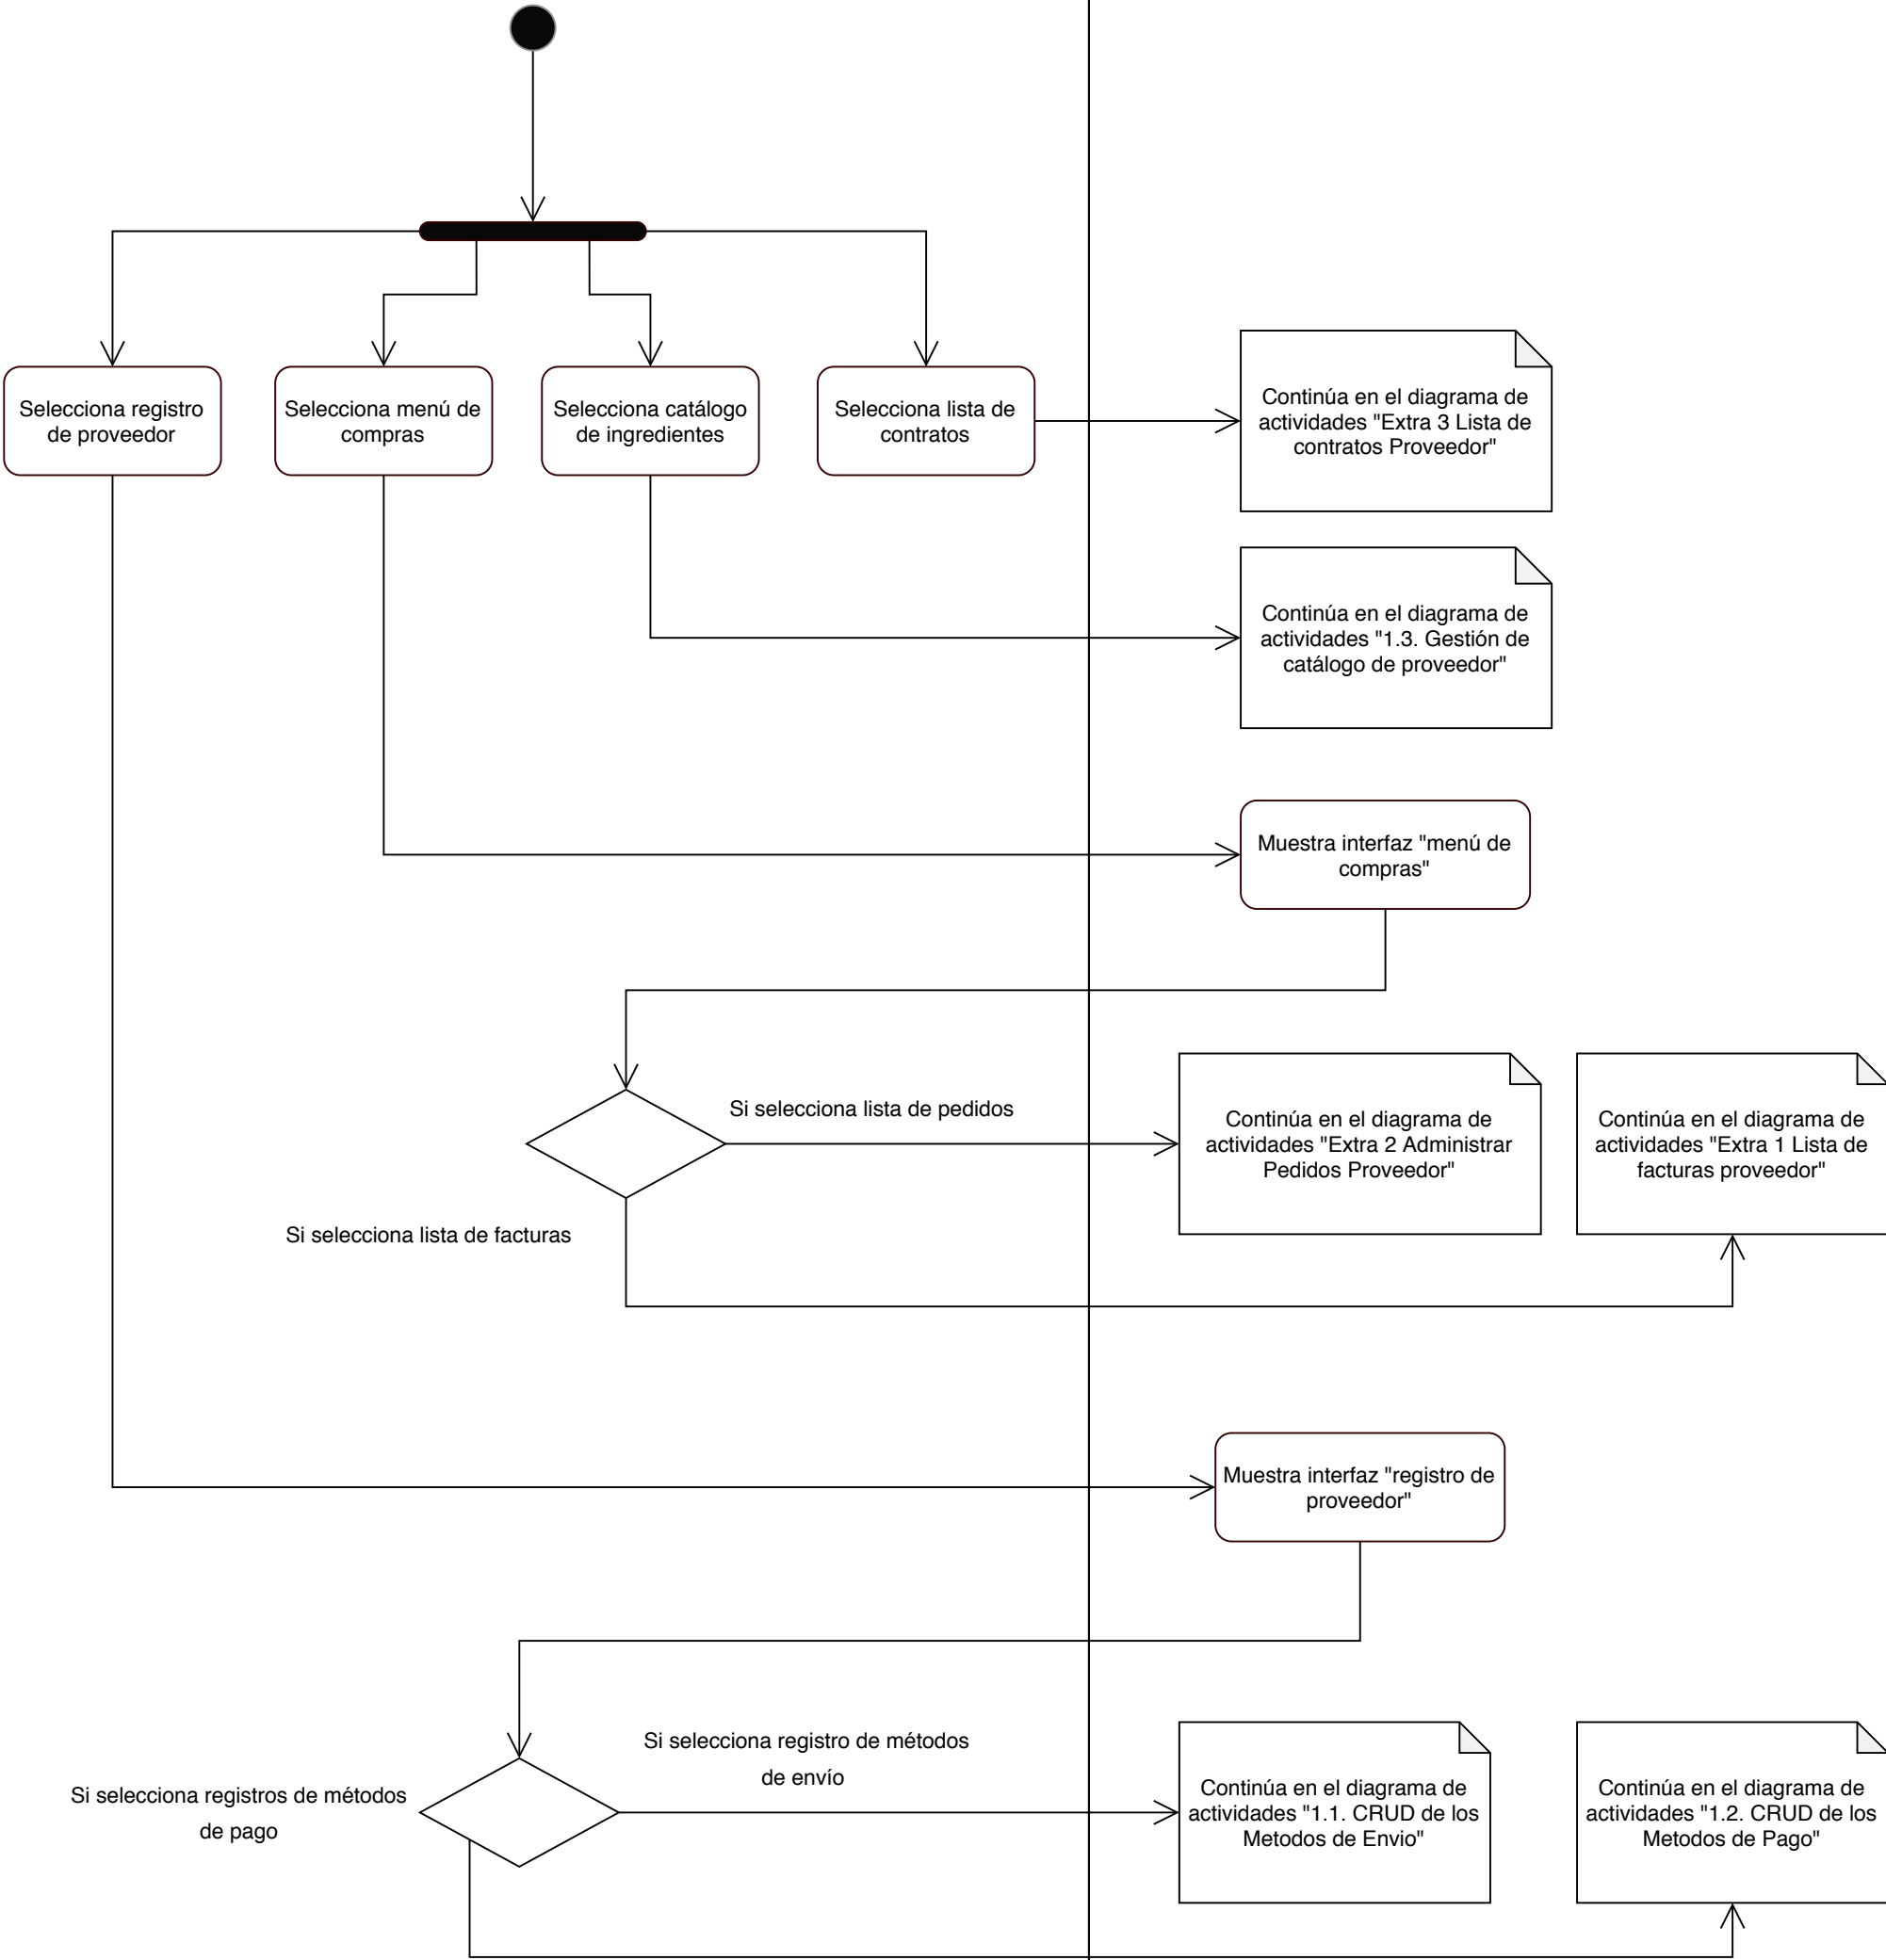 Selecciona registro
de proveedor
Selecciona menú de
compras
Selecciona catálogo
de ingredientes
Selecciona lista de
contratos
Continúa en el diagrama de
actividades "Extra 3 Lista de
contratos Proveedor"
Continúa en el diagrama de
actividades "1.3. Gestión de
catálogo de proveedor"
Muestra interfaz "menú de
compras"
Si selecciona lista de pedidos
Continúa en el diagrama de
actividades "Extra 2 Administrar
Pedidos Proveedor"
Continúa en el diagrama de
actividades "Extra 1 Lista de
facturas proveedor"
Si selecciona lista de facturas
Muestra interfaz "registro de
proveedor"
Si selecciona registro de métodos
de envío
Si selecciona registros de métodos
de pago
Continúa en el diagrama de
actividades "1.1. CRUD de los
Metodos de Envio"
Continúa en el diagrama de
actividades "1.2. CRUD de los
Metodos de Pago"